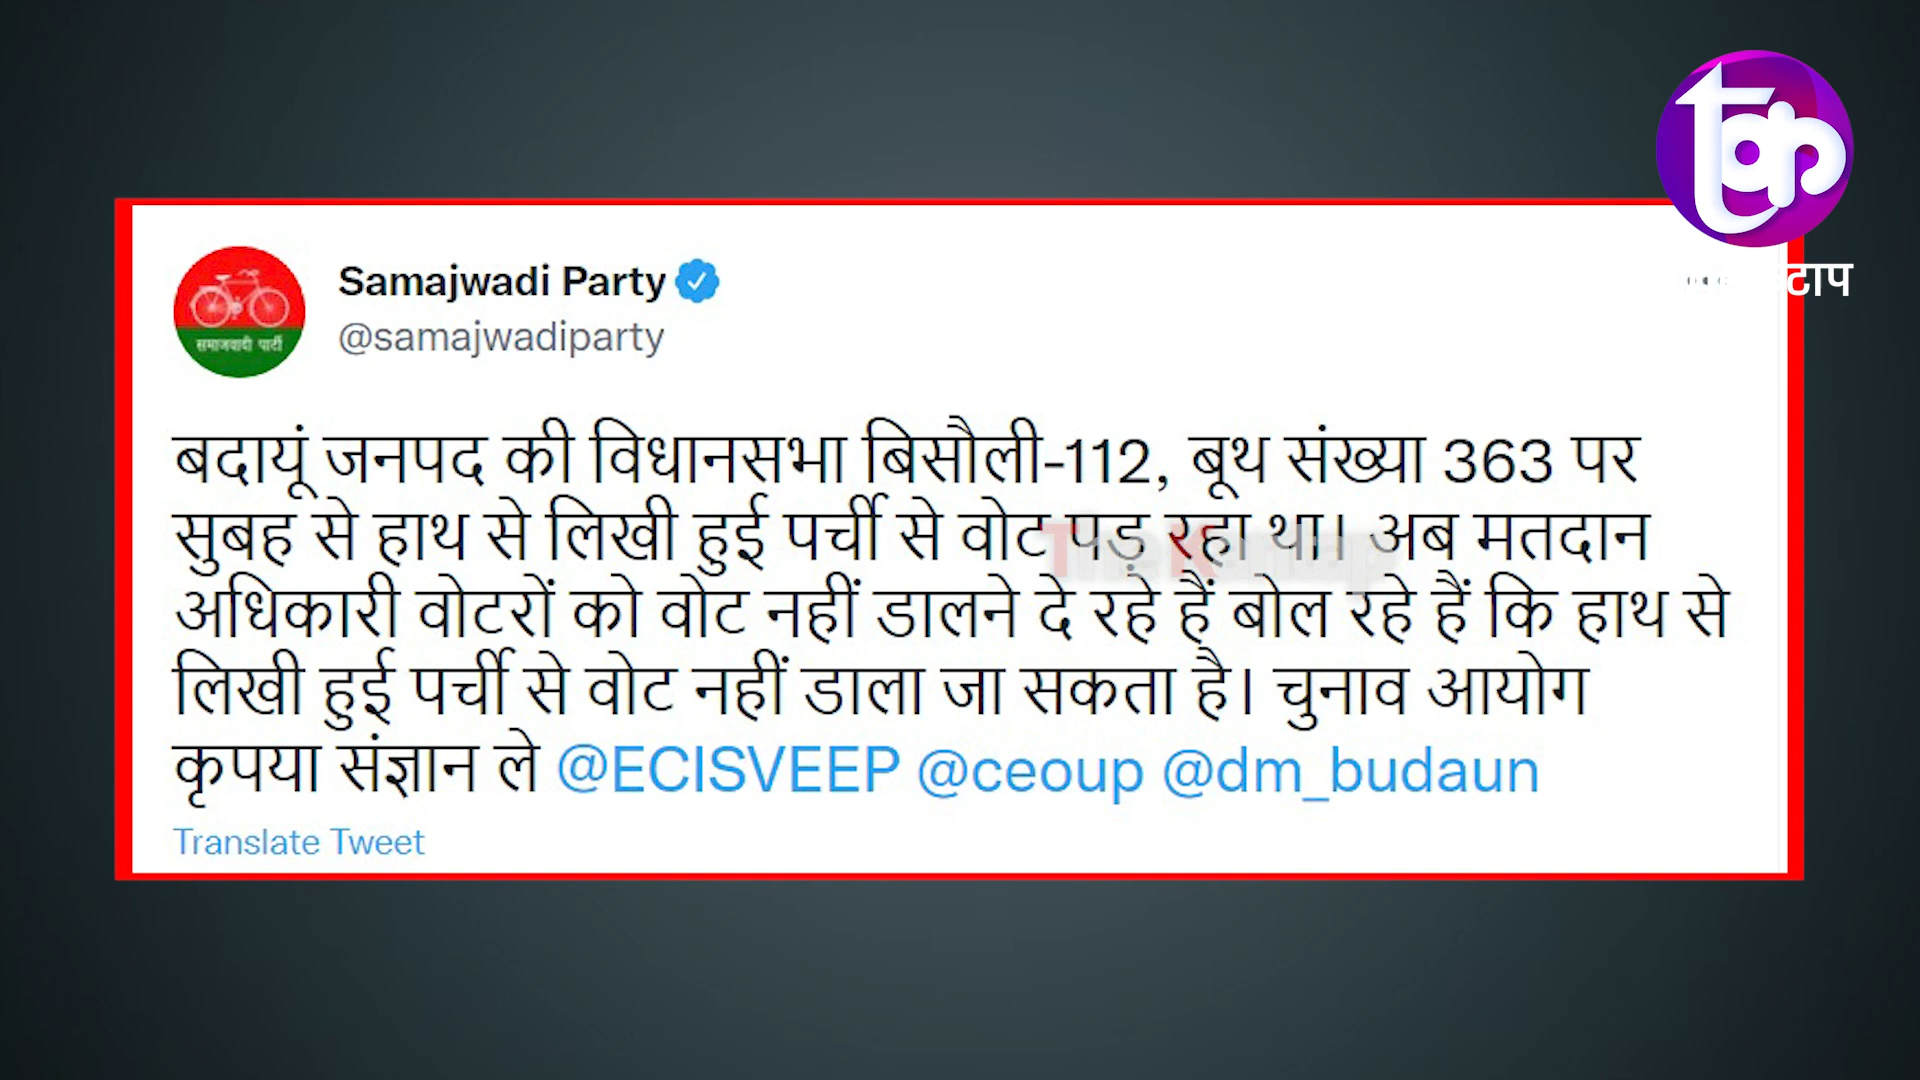 Samajwadi Party
@samajwadiparty
समाजवादी पार्टी
बदायूं जनपद की विधानसभा बिसौली-112, बूथ संख्या 363 पर
सुबह से हाथ से लिखी हुई पर्ची से वोट पड़ रहा था। अब मतदान
अधिकारी वोटरों को वोट नहीं डालने दे रहे हैं बोल रहे हैं कि हाथ से
लिखी हुई पर्ची से वोट नहीं डाला जा सकता है। चुनाव आयोग
कृपया संज्ञान ले @ECISVEEP @ceoup @dm_budaun
Translate Tweet